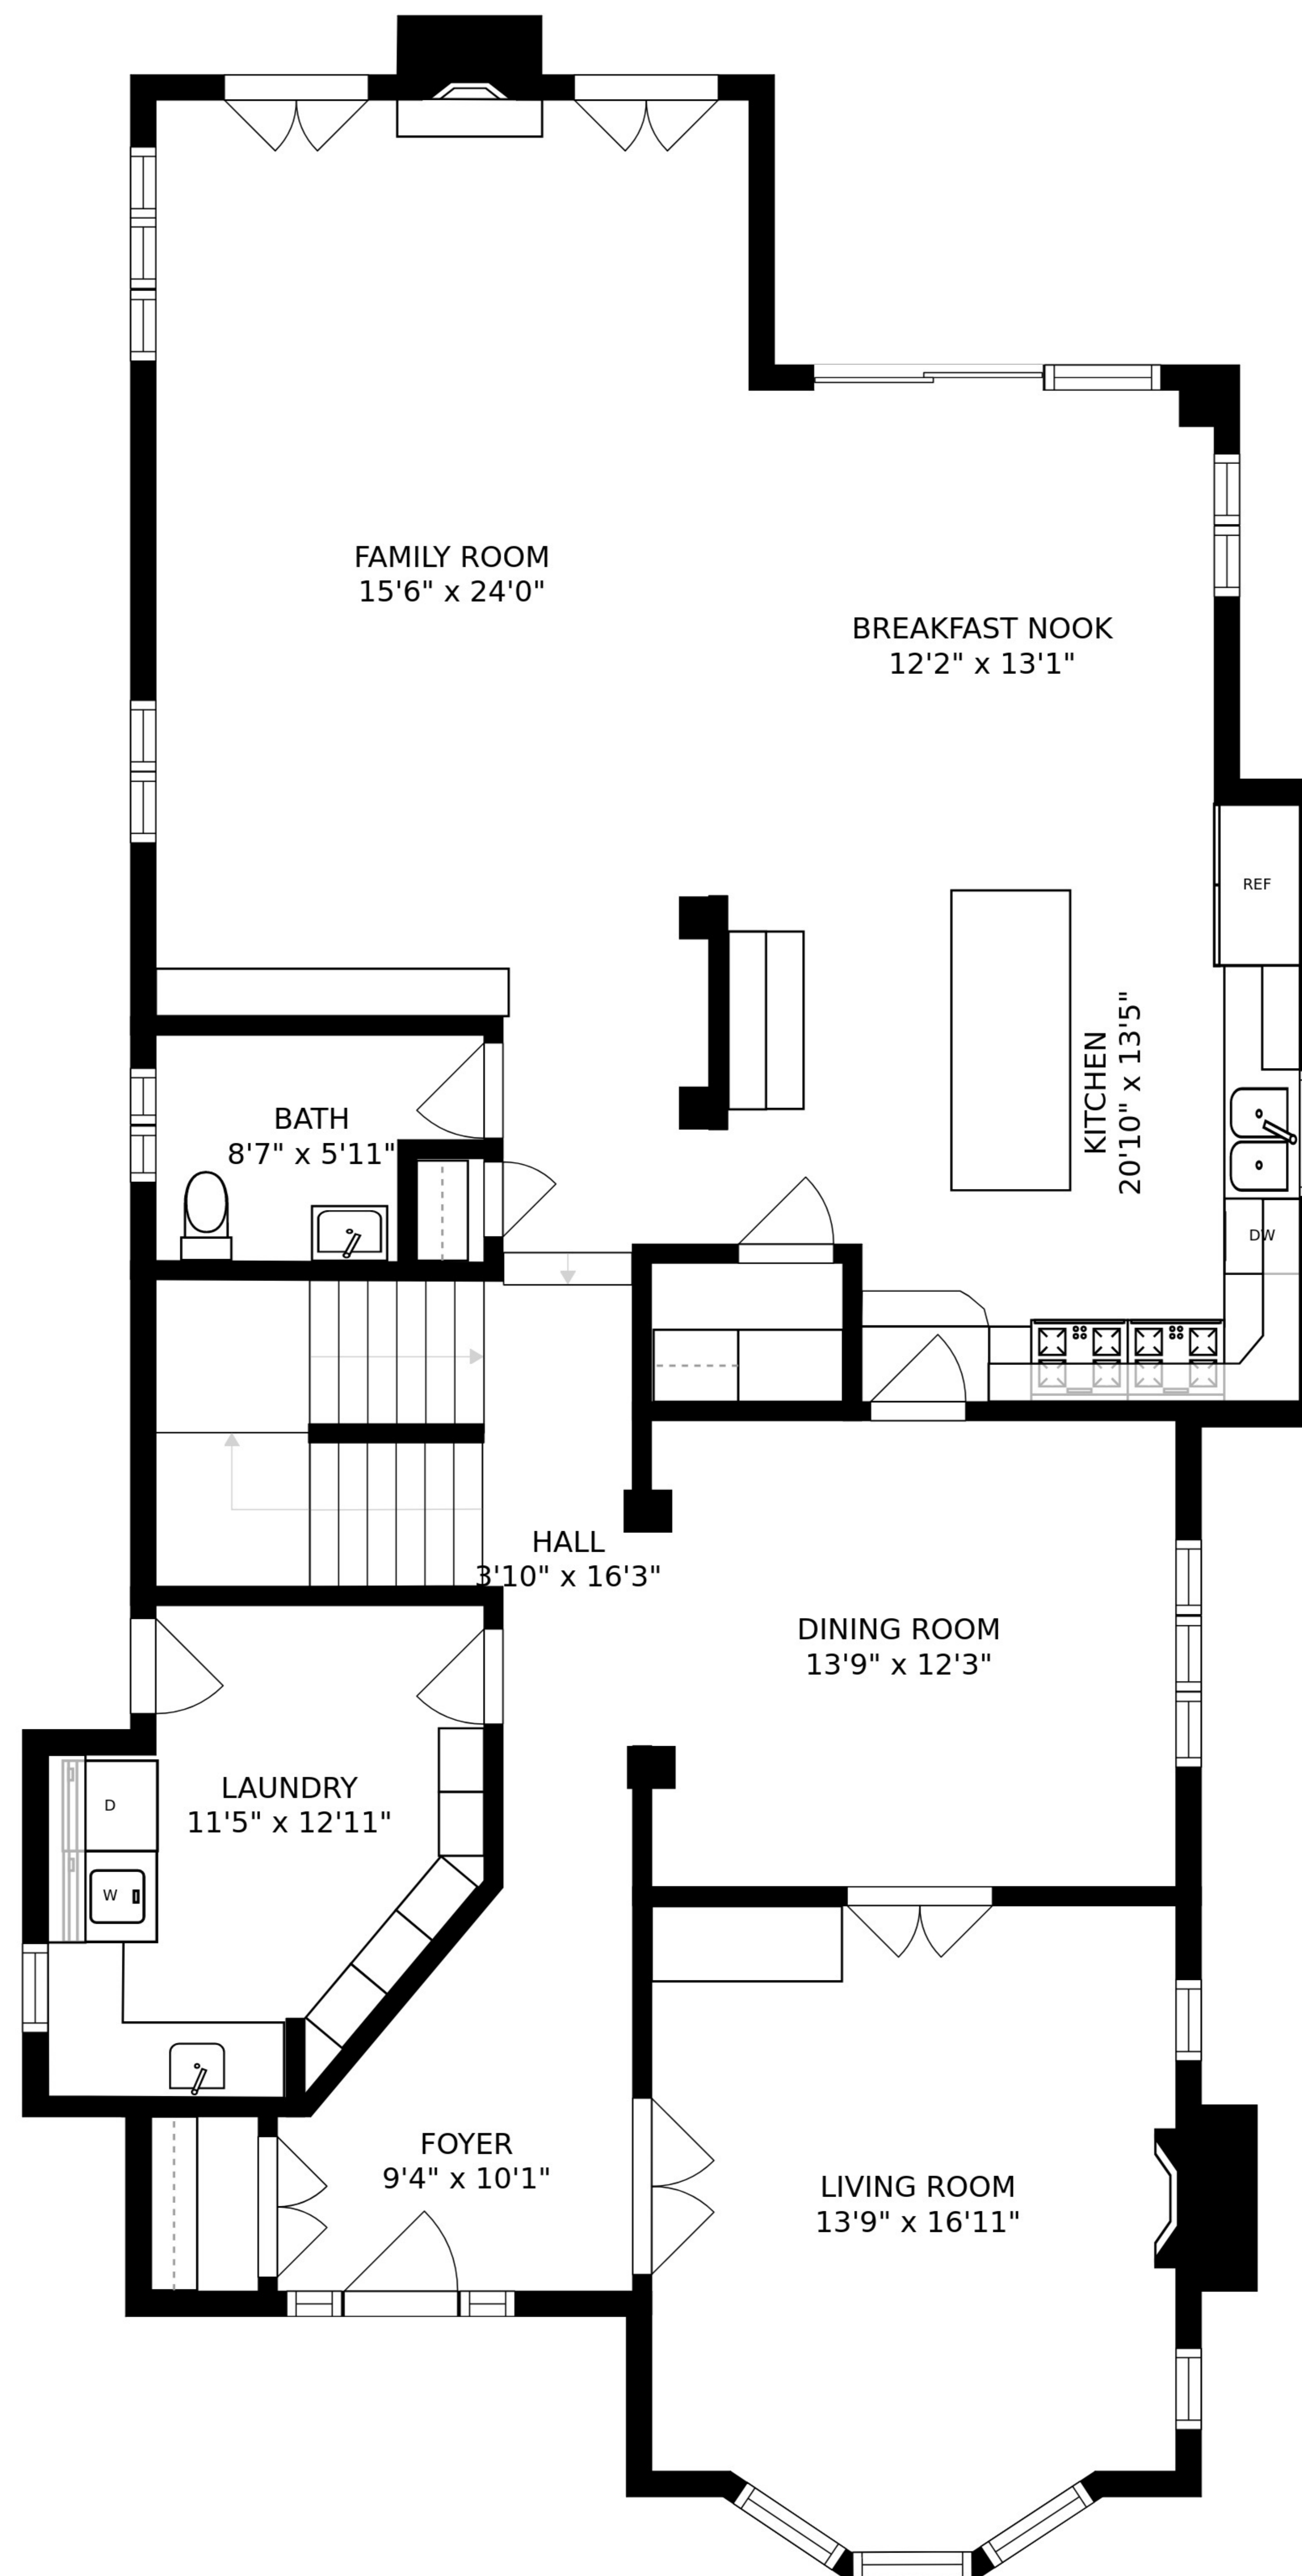 FAMILY ROOM
15'6" x 24'0"
BREAKFAST NOOK
12'2" x 13'1"
REF
KITCHEN
20'10" x 13'5"
BATH
8'7" x 5'11"
DW
HALL
3'10" x 16'3"
DINING ROOM
13'9" x 12'3"
LAUNDRY
11'5" x 12'11"
D
W
FOYER
9'4" x 10'1"
LIVING ROOM
13'9" x 16'11"